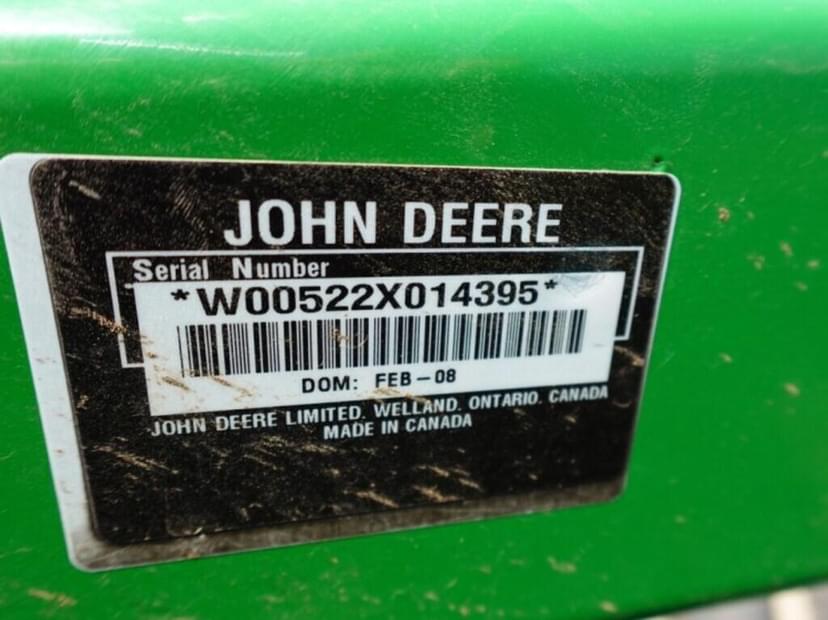 JOHN DEERE
Serial Number
*W00522X014395*
DOM: FEB-08
JOHN DEERE LIMITED. WELLAND. ONTARIO. CANADA
MADE IN CANADA